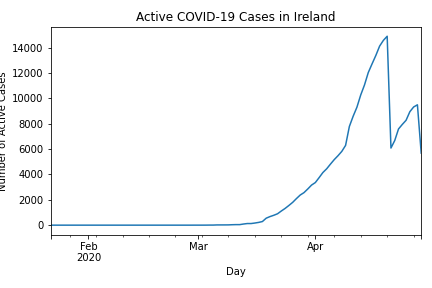 Active COVID-19 Cases in Ireland
Number of Active Cases
14000
12000
10000
8000
6000
4000
2000
0
Feb
2020
Mar
Apr
Day